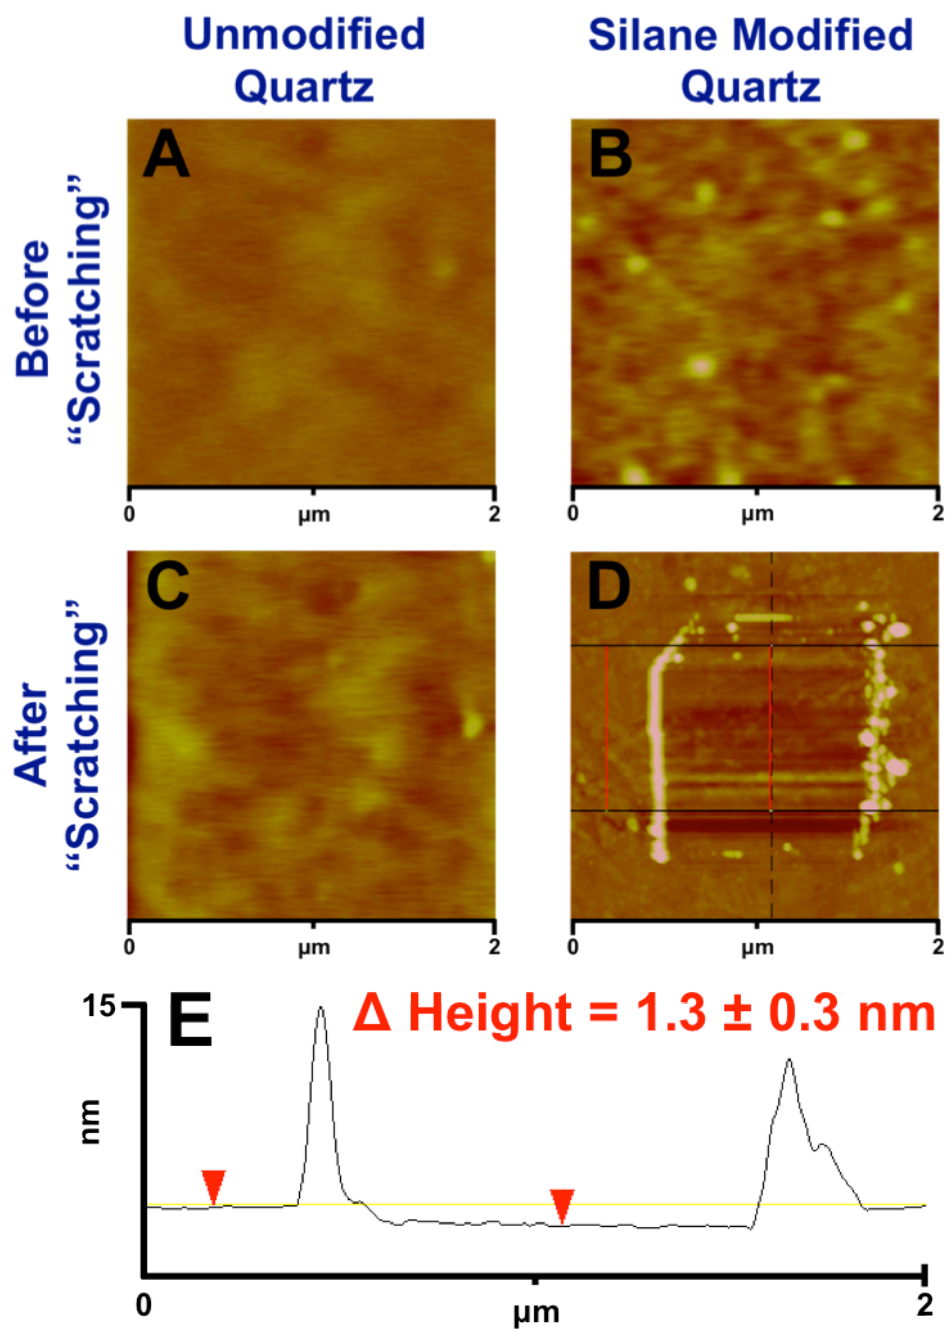 Unmodified
Quartz
Silane Modified
Quartz
Before
“Scratching”
A
B
0
μm
2
0
μm
2
After
“Scratching”
C
D
0
μm
2
0
μm
2
15
E
Δ Height = 1.3 ± 0.3 nm
nm
0
μm
2